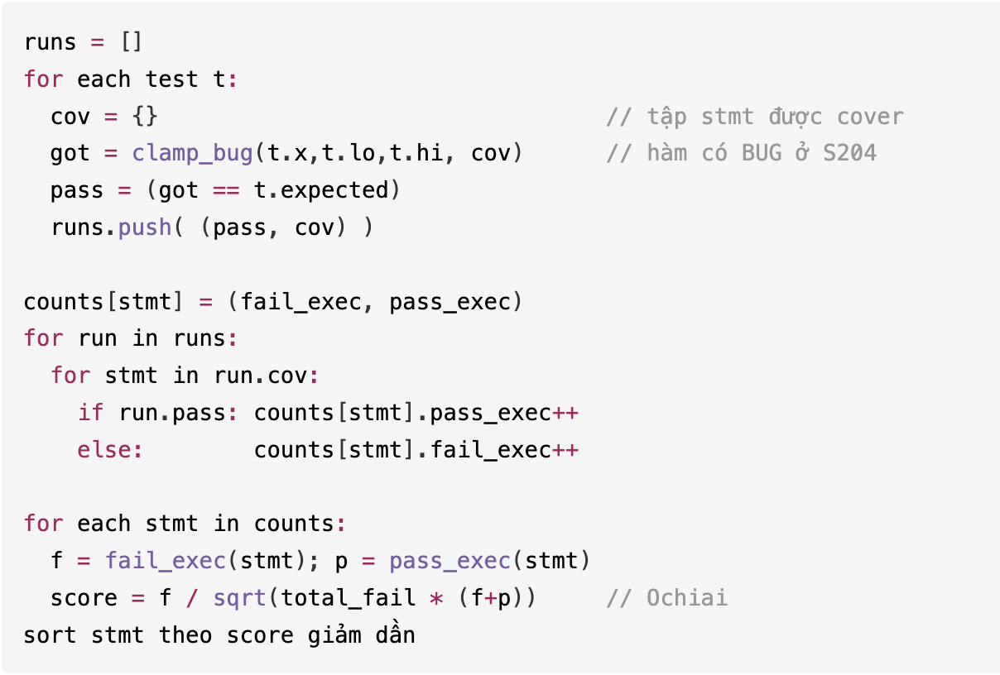 runs = []
for each test t:
  cov = {}                                 // tập stmt được cover
  got = clamp_bug(t.x,t.lo,t.hi, cov)      // hàm có BUG ở S204
  pass = (got == t.expected)
  runs.push( (pass, cov) )

counts[stmt] = (fail_exec, pass_exec)
for run in runs:
  for stmt in run.cov:
    if run.pass: counts[stmt].pass_exec++
    else:        counts[stmt].fail_exec++

for each stmt in counts:
  f = fail_exec(stmt); p = pass_exec(stmt)
  score = f / sqrt(total_fail * (f+p))     // Ochiai
sort stmt theo score giảm dần